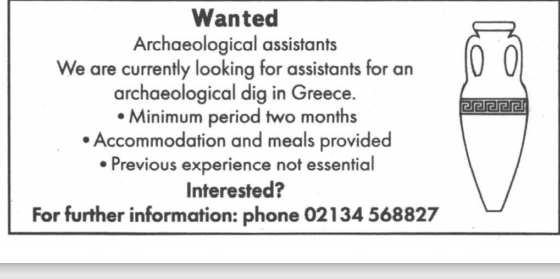 Wanted
Archaeological assistants
We are currently looking for assistants for an
archaeological dig in Greece.
• Minimum period two months
• Accommodation and meals provided
• Previous experience not essential
Interested?
For further information: phone 02134 568827